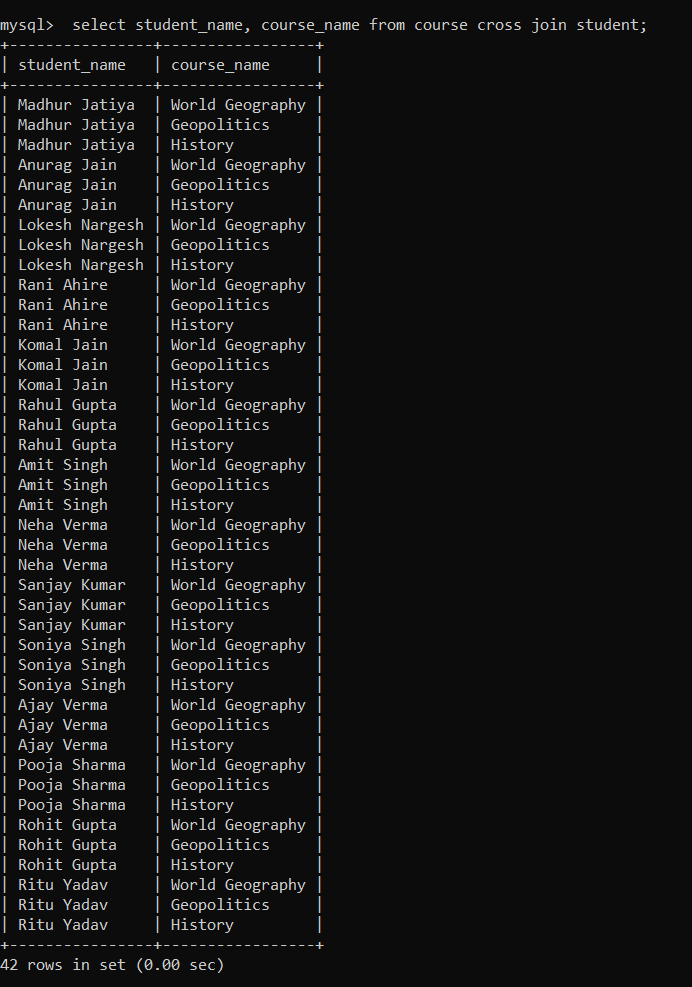 mysql>  select student_name, course_name from course cross join student;
+---------------+-----------------+
| student_name   | course_name     |
+---------------+-----------------+
| Madhur Jatiya  | World Geography |
| Madhur Jatiya  | Geopolitics     |
| Madhur Jatiya  | History         |
| Anurag Jain    | World Geography |
| Anurag Jain    | Geopolitics     |
| Anurag Jain    | History         |
| Lokesh Nargesh | World Geography |
| Lokesh Nargesh | Geopolitics     |
| Lokesh Nargesh | History         |
| Rani Ahire     | World Geography |
| Rani Ahire     | Geopolitics     |
| Rani Ahire     | History         |
| Komal Jain     | World Geography |
| Komal Jain     | Geopolitics     |
| Komal Jain     | History         |
| Rahul Gupta    | World Geography |
| Rahul Gupta    | Geopolitics     |
| Rahul Gupta    | History         |
| Amit Singh     | World Geography |
| Amit Singh     | Geopolitics     |
| Amit Singh     | History         |
| Neha Verma     | World Geography |
| Neha Verma     | Geopolitics     |
| Neha Verma     | History         |
| Sanjay Kumar   | World Geography |
| Sanjay Kumar   | Geopolitics     |
| Sanjay Kumar   | History         |
| Soniya Singh   | World Geography |
| Soniya Singh   | Geopolitics     |
| Soniya Singh   | History         |
| Ajay Verma     | World Geography |
| Ajay Verma     | Geopolitics     |
| Ajay Verma     | History         |
| Pooja Sharma   | World Geography |
| Pooja Sharma   | Geopolitics     |
| Pooja Sharma   | History         |
| Rohit Gupta    | World Geography |
| Rohit Gupta    | Geopolitics     |
| Rohit Gupta    | History         |
| Ritu Yadav     | World Geography |
| Ritu Yadav     | Geopolitics     |
| Ritu Yadav     | History         |
+---------------+-----------------+
42 rows in set (0.00 sec)